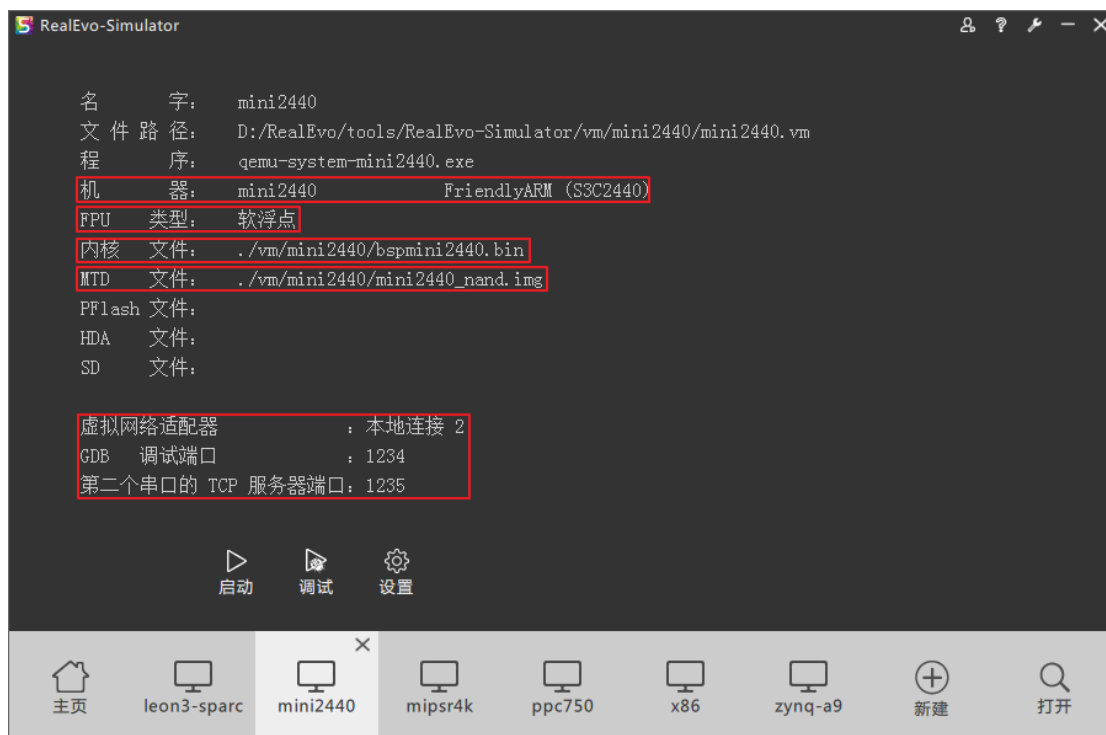 RealEvo-Simulator
名 字: mini2440
文 件 路 径: D:/RealEvo/tools/RealEvo-Simulator/vm/mini2440/mini2440.vm
程 序: qemu-system-mini2440.exe
机 器: mini2440 FriendlyARM (S3C2440)
FPU 类型: 软浮点
内核 文件: ./vm/mini2440/bspmini2440.bin
MTD 文件: ./vm/mini2440/mini2440_nand.img
PFlash 文件:
HDA 文件:
SD 文件:
虚拟网络适配器 : 本地连接 2
GDB 调试端口 : 1234
第二个串口的 TCP 服务器端口: 1235
启动 调试 设置
主页 leon3-sparc mini2440 mipsr4k ppc750 x86 zynq-a9 新建 打开